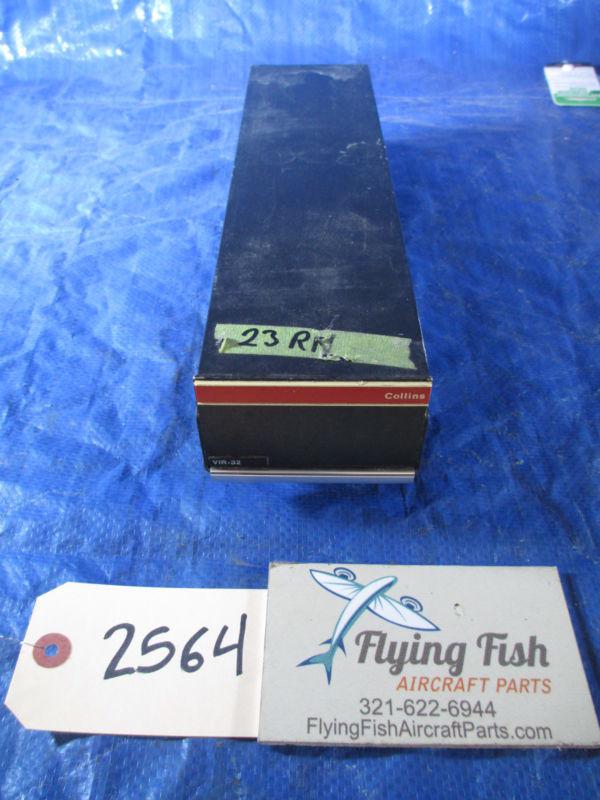 23 RH
Collins
VIR-32
2564
Flying Fish
AIRCRAFT PARTS
321-622-6944
FlyingFishAircraftParts.com